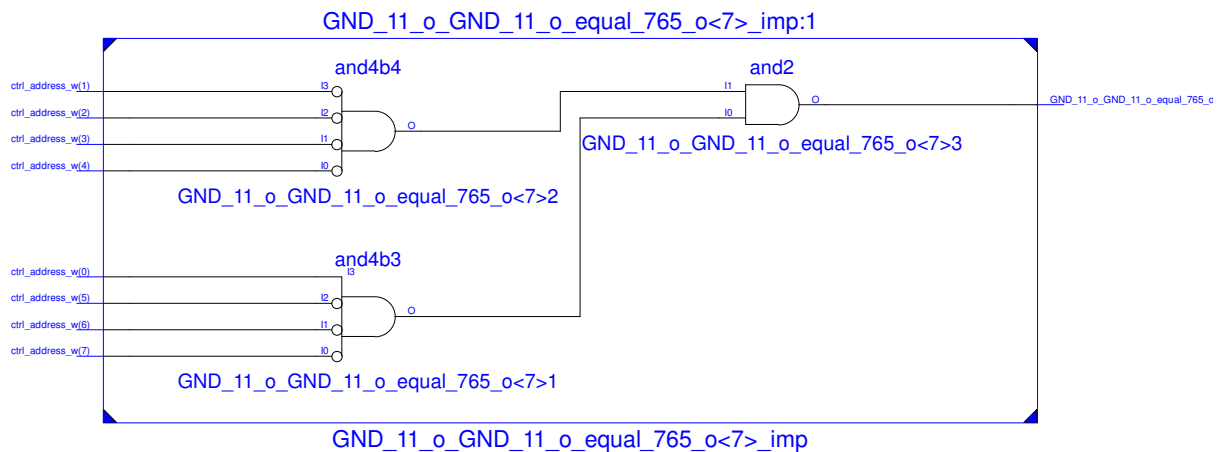 GND_11_o_GND_11_o_equal_765_o<7>_imp:1
and4b4
and2
ctrl_address_w(1)
I3
I1
ctrl_address_w(2)
I2
O
I0
O
GND_11_o_GND_11_o_equal_765_o
ctrl_address_w(3)
I1
GND_11_o_GND_11_o_equal_765_o<7>3
ctrl_address_w(4)
I0
GND_11_o_GND_11_o_equal_765_o<7>2
and4b3
ctrl_address_w(0)
I3
ctrl_address_w(5)
I2
O
ctrl_address_w(6)
I1
ctrl_address_w(7)
I0
GND_11_o_GND_11_o_equal_765_o<7>1
GND_11_o_GND_11_o_equal_765_o<7>_imp